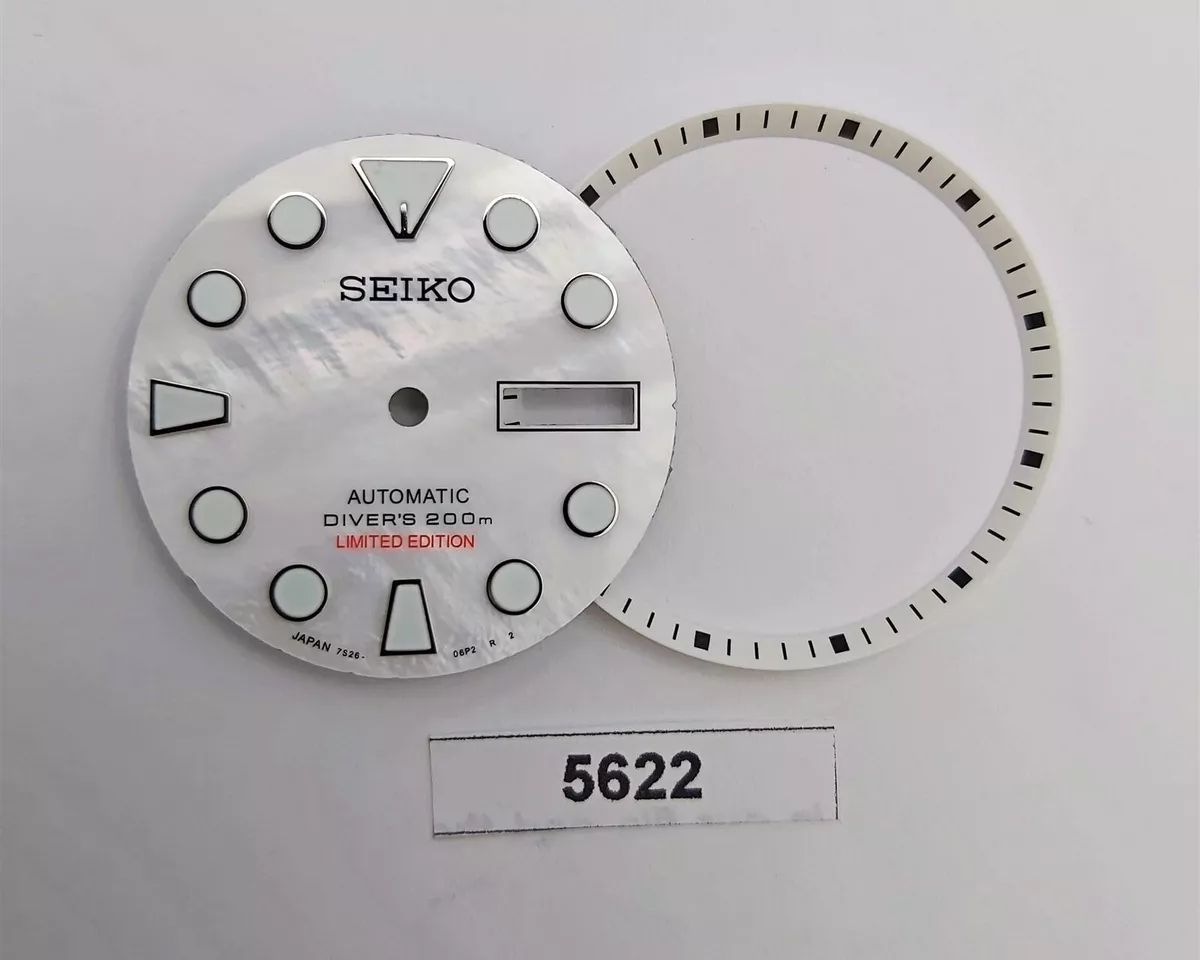 SEIKO
AUTOMATIC
DIVER'S 200m
LIMITED EDITION
JAPAN 7S26- 06P2 R 2
5622